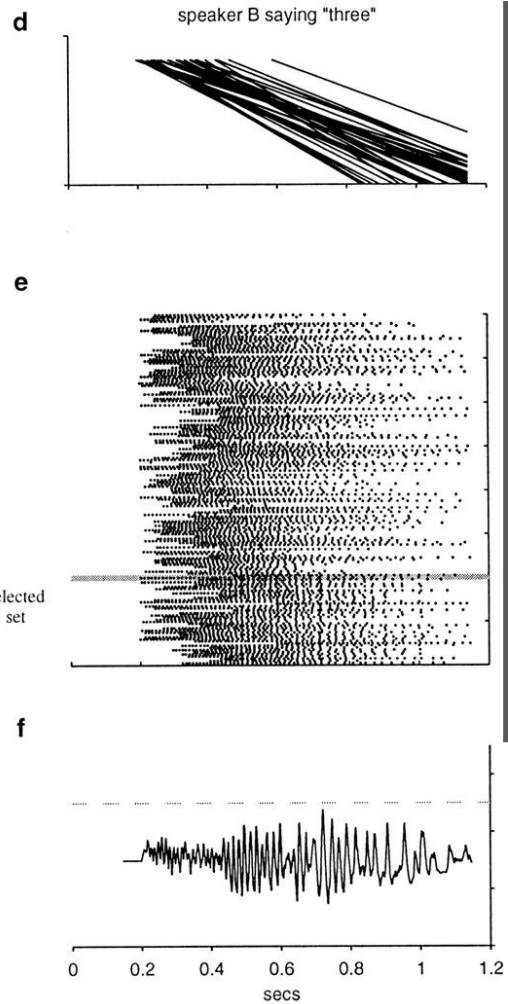 d
speaker B saying "three"
e
elected
set
f
0 0.2 0.4 0.6 0.8 1 1.2
secs